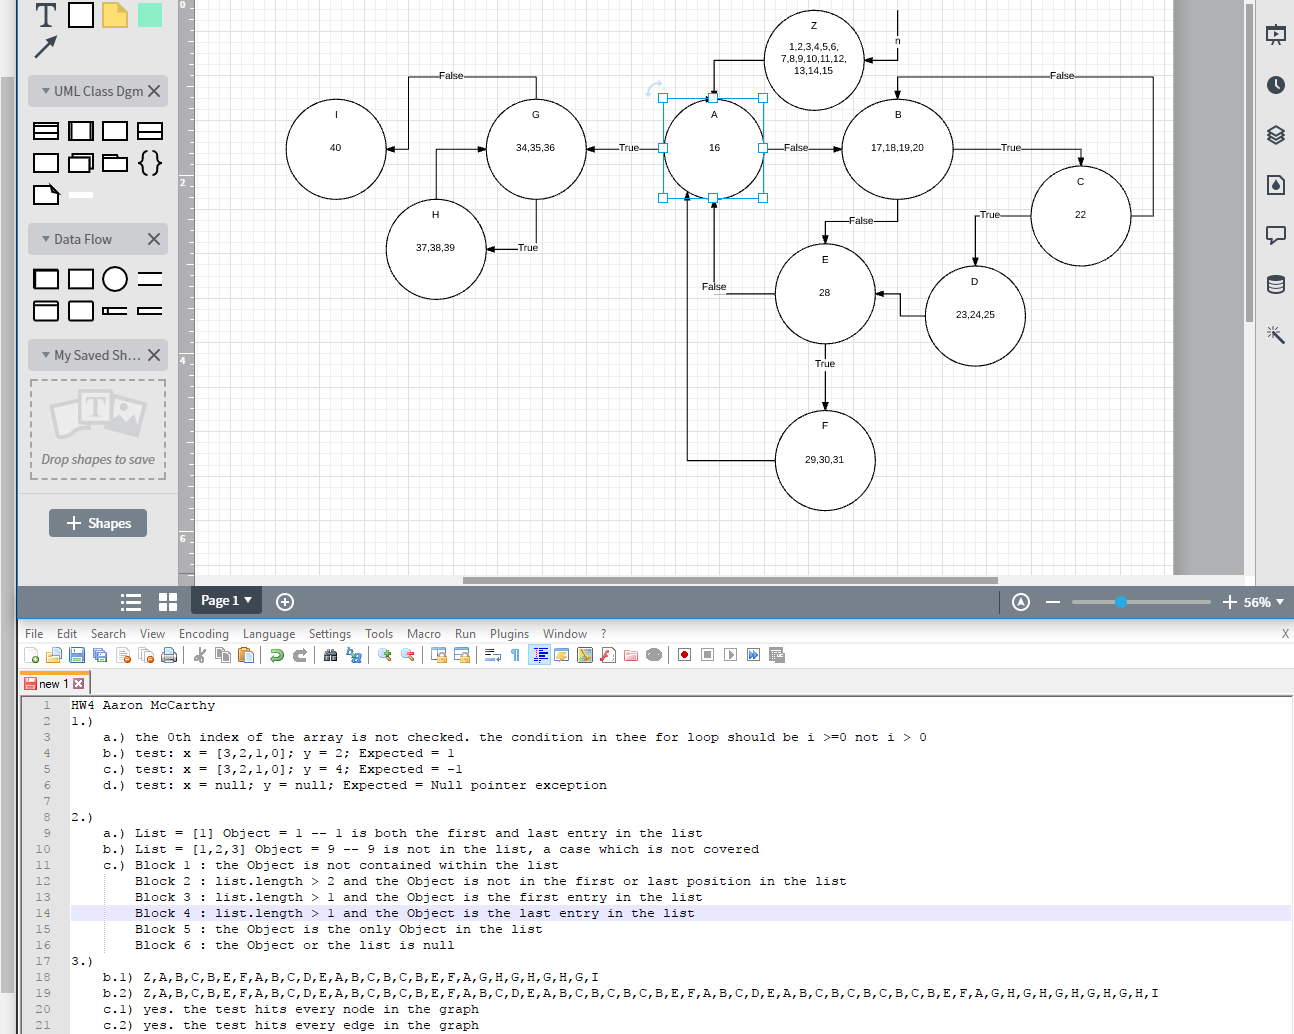 T
0
UML Class Dgm
Data Flow
My Saved Sh...
T
Drop shapes to save
+ Shapes
2
4
6
Z
1,2,3,4,5,6,
7,8,9,10,11,12,
13,14,15
n
False
False
I
40
G
34,35,36
True
A
16
False
B
17,18,19,20
True
C
22
H
37,38,39
True
False
True
E
28
False
D
23,24,25
True
F
29,30,31
Page 1
56%
File Edit Search View Encoding Language Settings Tools Macro Run Plugins Window ? X
new 1
1 HW4 Aaron McCarthy
2 1.)
3 a.) the 0th index of the array is not checked. the condition in thee for loop should be i >=0 not i > 0
4 b.) test: x = [3,2,1,0]; y = 2; Expected = 1
5 c.) test: x = [3,2,1,0]; y = 4; Expected = -1
6 d.) test: x = null; y = null; Expected = Null pointer exception
7
8 2.)
9 a.) List = [1] Object = 1 -- 1 is both the first and last entry in the list
10 b.) List = [1,2,3] Object = 9 -- 9 is not in the list, a case which is not covered
11 c.) Block 1 : the Object is not contained within the list
12 Block 2 : list.length > 2 and the Object is not in the first or last position in the list
13 Block 3 : list.length > 1 and the Object is the first entry in the list
14 Block 4 : list.length > 1 and the Object is the last entry in the list
15 Block 5 : the Object is the only Object in the list
16 Block 6 : the Object or the list is null
17 3.)
18 b.1) Z,A,B,C,B,E,F,A,B,C,D,E,A,B,C,B,C,B,E,F,A,G,H,G,H,G,H,G,I
19 b.2) Z,A,B,C,B,E,F,A,B,C,D,E,A,B,C,B,C,B,E,F,A,B,C,D,E,A,B,C,B,C,B,C,B,E,F,A,B,C,D,E,A,B,C,B,C,B,C,B,C,B,E,F,A,G,H,G,H,G,H,G,H,G,H,I
20 c.1) yes. the test hits every node in the graph
21 c.2) yes. the test hits every edge in the graph